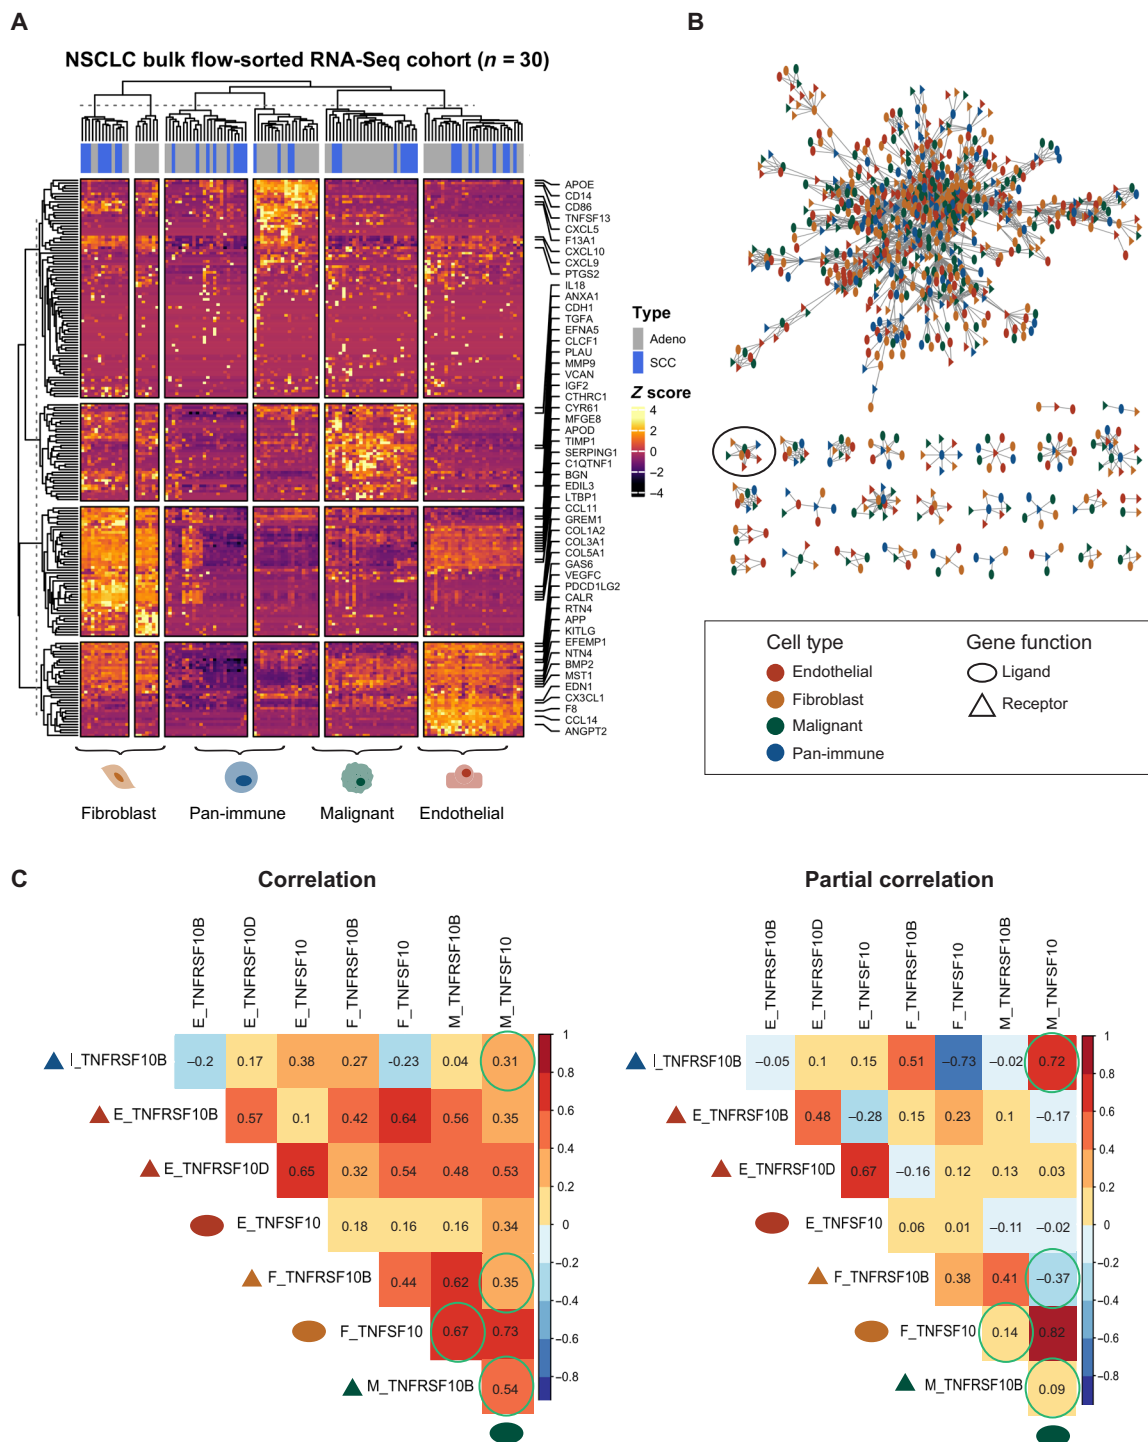 A
B
NSCLC bulk flow-sorted RNA-Seq cohort (n = 30)
APOE
CD14
CD86
TNFSF13
CXCL5
F13A1
CXCL10
CXCL9
PTGS2
IL18
ANXA1
CDH1
TGFA
EFNA5
CLCF1
PLAU
MMP9
VCAN
IGF2
CTHRC1
CYR61
MFGE8
APOD
TIMP1
SERPING1
C1QTNF1
BGN
EDIL3
LTBP1
CCL11
GREM1
COL1A2
COL3A1
COL5A1
GAS6
VEGFC
PDCD1LG2
CALR
RTN4
APP
KITLG
EFEMP1
NTN4
BMP2
MST1
EDN1
CX3CL1
F8
CCL14
ANGPT2
Type
Adeno
SCC
Z score
4
2
0
−2
−4
Fibroblast Pan-immune Malignant Endothelial
Cell type Gene function
Endothelial Ligand
Fibroblast Receptor
Malignant
Pan-immune
C
Correlation
E_TNFRSF10B
E_TNFRSF10D
E_TNFSF10
F_TNFRSF10B
F_TNFSF10
M_TNFRSF10B
M_TNFSF10
I_TNFRSF10B −0.2 0.17 0.38 0.27 −0.23 0.04 0.31
E_TNFRSF10B 0.57 0.1 0.42 0.64 0.56 0.35
E_TNFRSF10D 0.65 0.32 0.54 0.48 0.53
E_TNFSF10 0.18 0.16 0.16 0.34
F_TNFRSF10B 0.44 0.62 0.35
F_TNFSF10 0.67 0.73
M_TNFRSF10B 0.54
1
0.8
0.6
0.4
0.2
0
−0.2
−0.4
−0.6
−0.8
Partial correlation
E_TNFRSF10B
E_TNFRSF10D
E_TNFSF10
F_TNFRSF10B
F_TNFSF10
M_TNFRSF10B
M_TNFSF10
I_TNFRSF10B −0.05 0.1 0.15 0.51 −0.73 −0.02 0.72
E_TNFRSF10B 0.48 −0.28 0.15 0.23 0.1 −0.17
E_TNFRSF10D 0.67 −0.16 0.12 0.13 0.03
E_TNFSF10 0.06 0.01 −0.11 −0.02
F_TNFRSF10B 0.38 0.41 −0.37
F_TNFSF10 0.14 0.82
M_TNFRSF10B 0.09
1
0.8
0.6
0.4
0.2
0
−0.2
−0.4
−0.6
−0.8